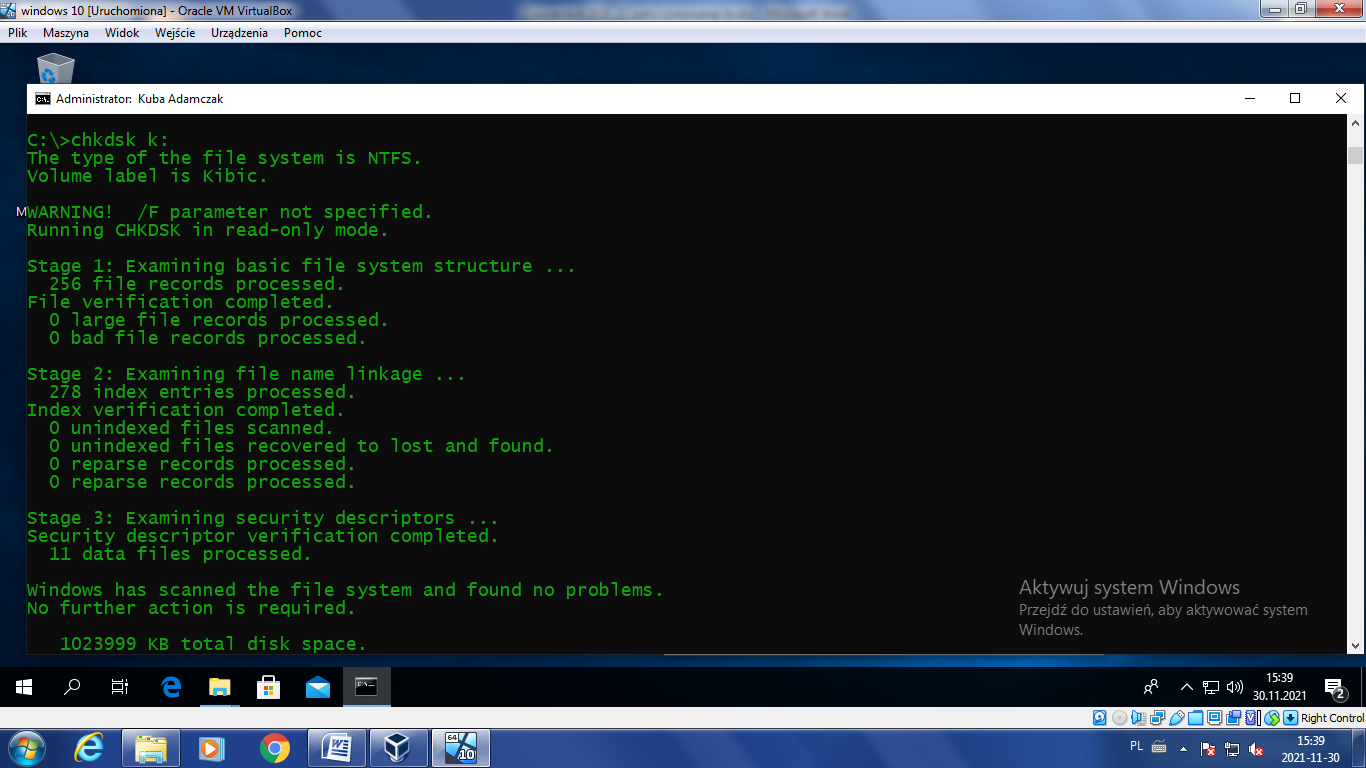 windows 10 [Uruchomiona] - Oracle VM VirtualBox
Plik Maszyna Widok Wejście Urządzenia Pomoc
Administrator: Kuba Adamczak
C:\>chkdsk k:
The type of the file system is NTFS.
Volume label is Kibic.
M
WARNING!  /F parameter not specified.
Running CHKDSK in read-only mode.
Stage 1: Examining basic file system structure ...
256 file records processed.
File verification completed.
0 large file records processed.
0 bad file records processed.
Stage 2: Examining file name linkage ...
278 index entries processed.
Index verification completed.
0 unindexed files scanned.
0 unindexed files recovered to lost and found.
0 reparse records processed.
0 reparse records processed.
Stage 3: Examining security descriptors ...
Security descriptor verification completed.
11 data files processed.
Windows has scanned the file system and found no problems.
No further action is required.
1023999 KB total disk space.
Aktywuj system Windows
Przejdź do ustawień, aby aktywować system
Windows.
15:39
30.11.2021
2
Right Control
64
10
PL
15:39
2021-11-30